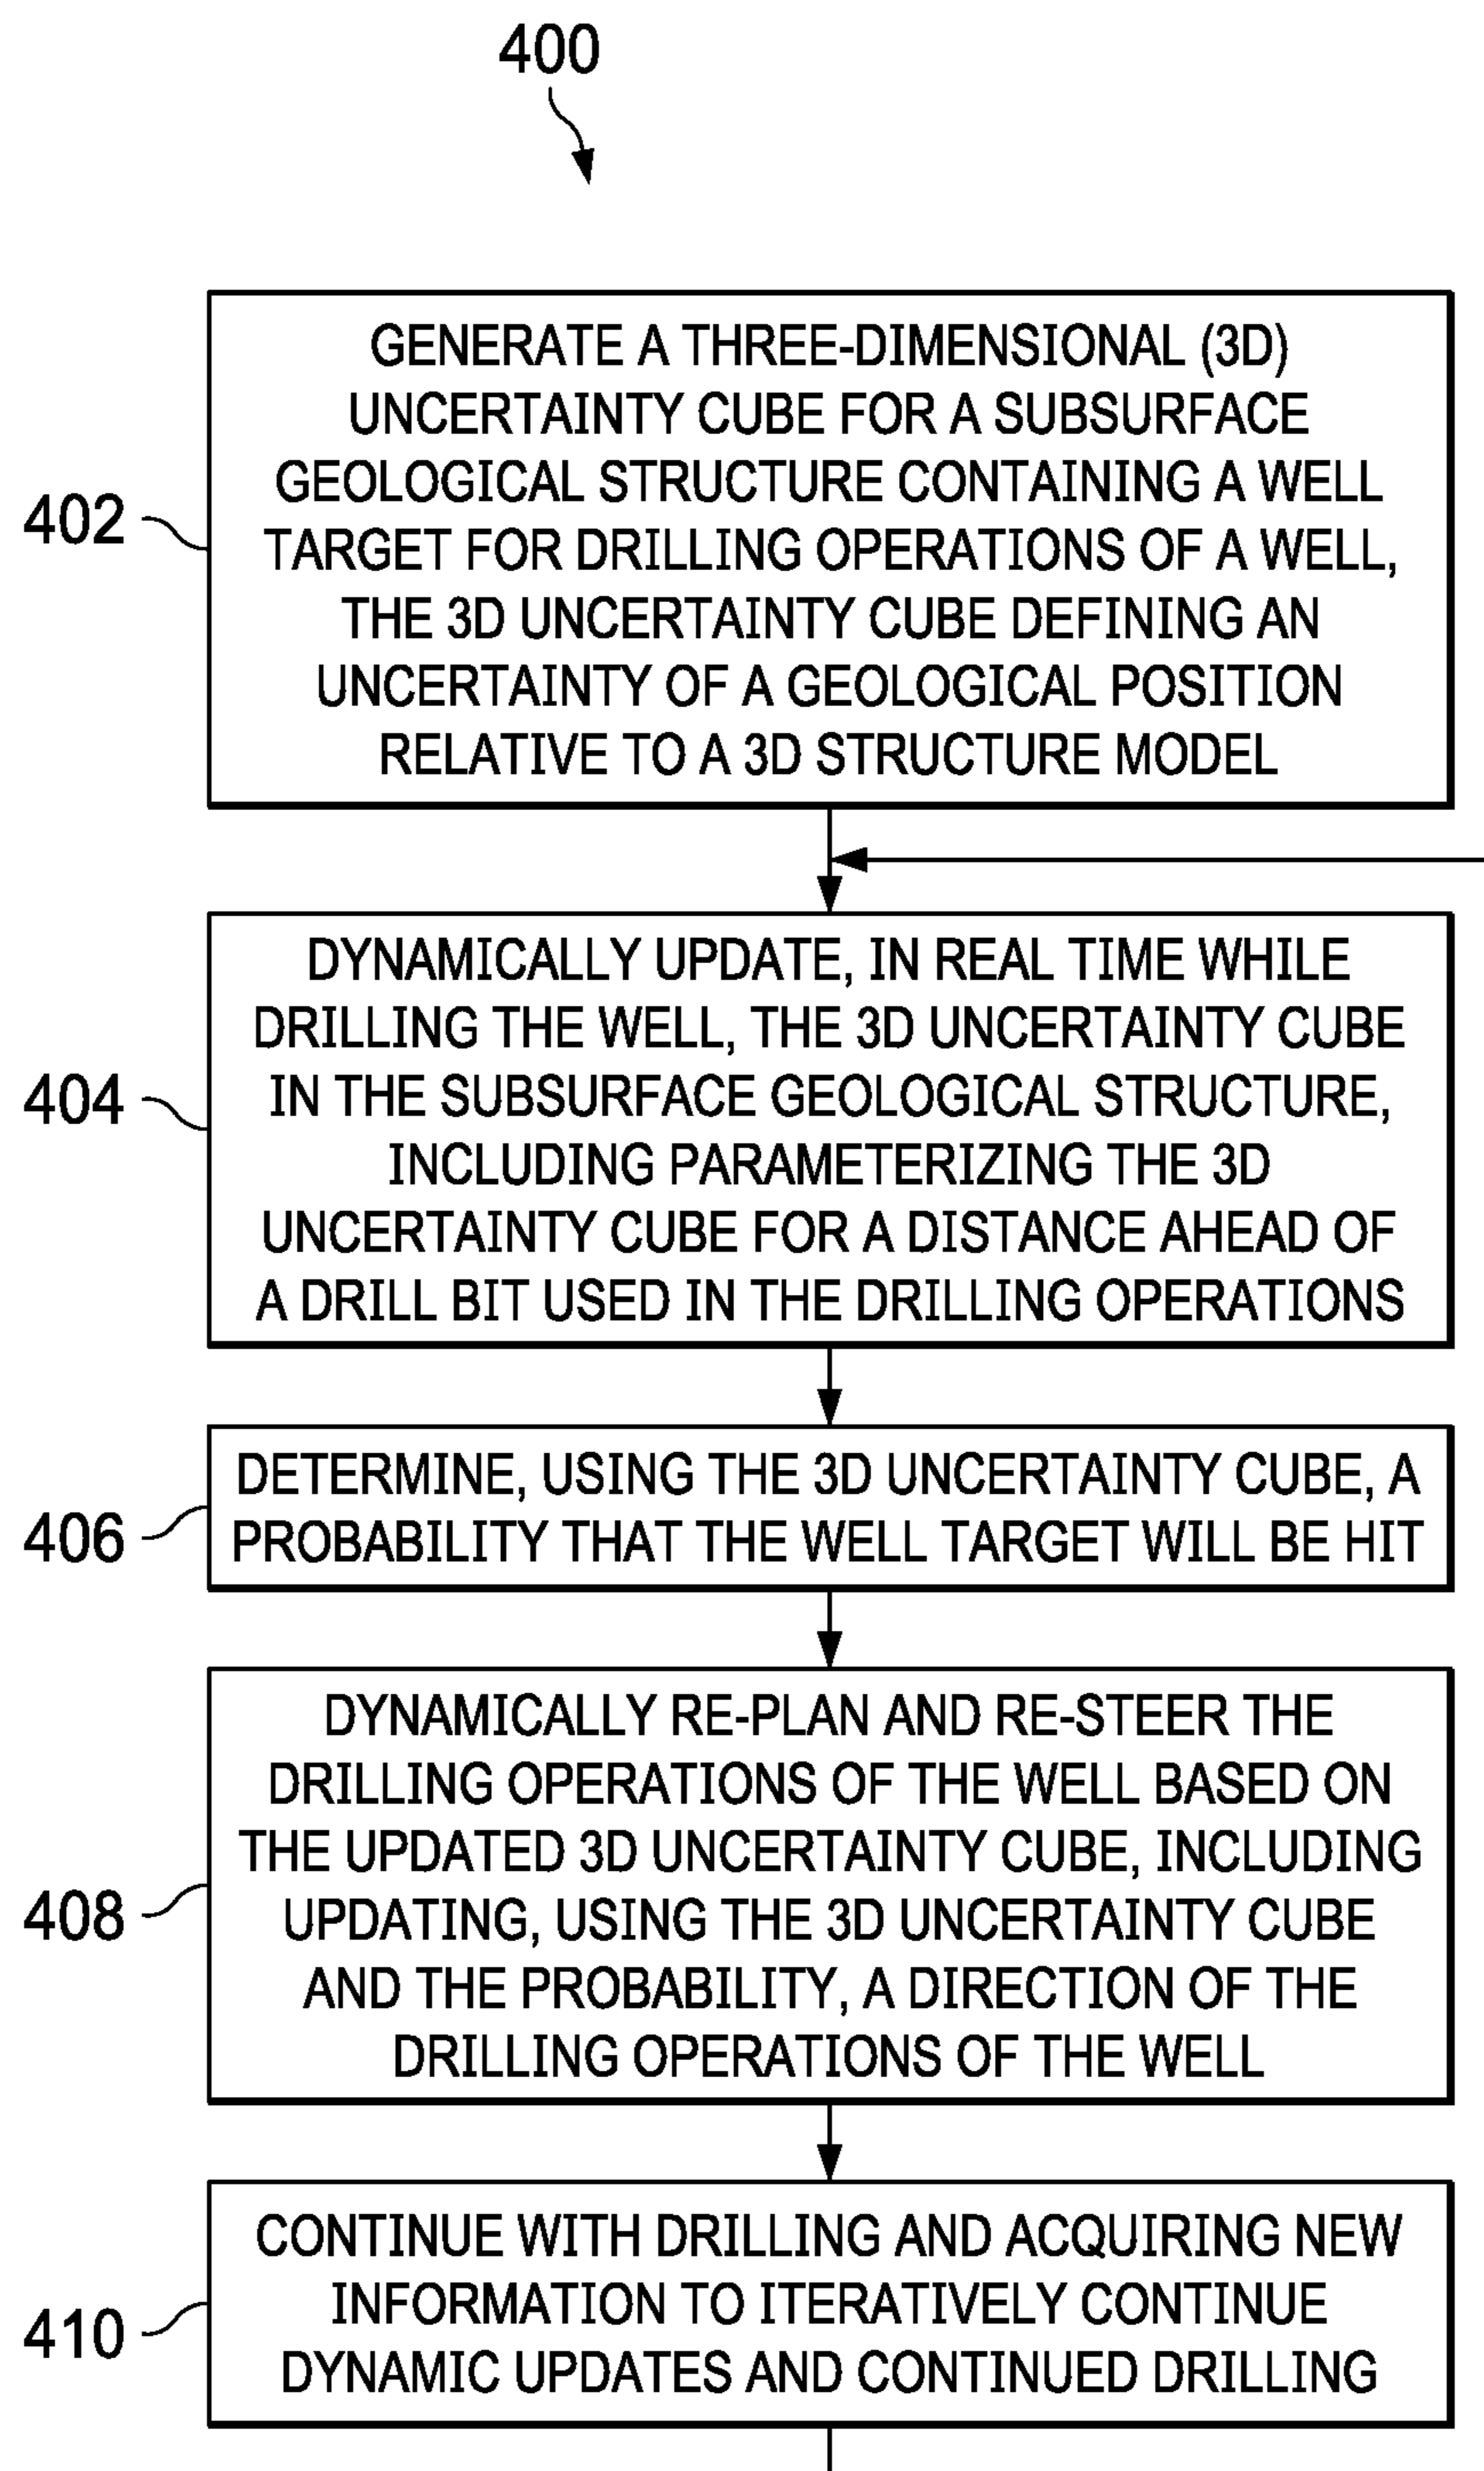 400
402
GENERATE A THREE-DIMENSIONAL (3D)
UNCERTAINTY CUBE FOR A SUBSURFACE
GEOLOGICAL STRUCTURE CONTAINING A WELL
TARGET FOR DRILLING OPERATIONS OF A WELL,
THE 3D UNCERTAINTY CUBE DEFINING AN
UNCERTAINTY OF A GEOLOGICAL POSITION
RELATIVE TO A 3D STRUCTURE MODEL
404
DYNAMICALLY UPDATE, IN REAL TIME WHILE
DRILLING THE WELL, THE 3D UNCERTAINTY CUBE
IN THE SUBSURFACE GEOLOGICAL STRUCTURE,
INCLUDING PARAMETERIZING THE 3D
UNCERTAINTY CUBE FOR A DISTANCE AHEAD OF
A DRILL BIT USED IN THE DRILLING OPERATIONS
406
DETERMINE, USING THE 3D UNCERTAINTY CUBE, A
PROBABILITY THAT THE WELL TARGET WILL BE HIT
408
DYNAMICALLY RE-PLAN AND RE-STEER THE
DRILLING OPERATIONS OF THE WELL BASED ON
THE UPDATED 3D UNCERTAINTY CUBE, INCLUDING
UPDATING, USING THE 3D UNCERTAINTY CUBE
AND THE PROBABILITY, A DIRECTION OF THE
DRILLING OPERATIONS OF THE WELL
410
CONTINUE WITH DRILLING AND ACQUIRING NEW
INFORMATION TO ITERATIVELY CONTINUE
DYNAMIC UPDATES AND CONTINUED DRILLING